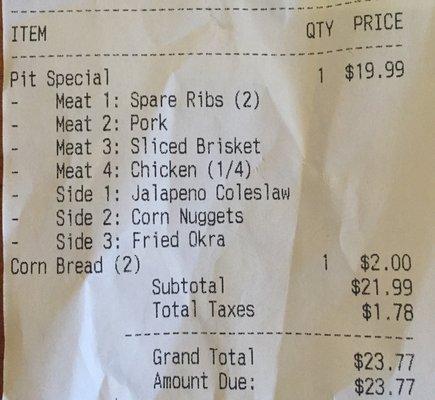 ITEM QTY PRICE
Pit Special 1 $19.99
- Meat 1: Spare Ribs (2)
- Meat 2: Pork
- Meat 3: Sliced Brisket
- Meat 4: Chicken (1/4)
- Side 1: Jalapeno Coleslaw
- Side 2: Corn Nuggets
- Side 3: Fried Okra
Corn Bread (2) 1 $2.00
Subtotal $21.99
Total Taxes $1.78
Grand Total $23.77
Amount Due: $23.77